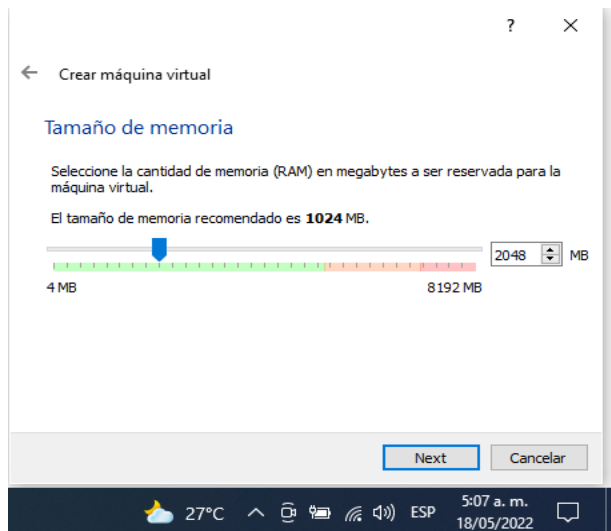 ?
Crear máquina virtual
Tamaño de memoria
Seleccione la cantidad de memoria (RAM) en megabytes a ser reservada para la
máquina virtual.
El tamaño de memoria recomendado es 1024 MB.
2048 MB
4 MB 8192 MB
Next Cancelar
27°C ESP 5:07 a. m.
18/05/2022